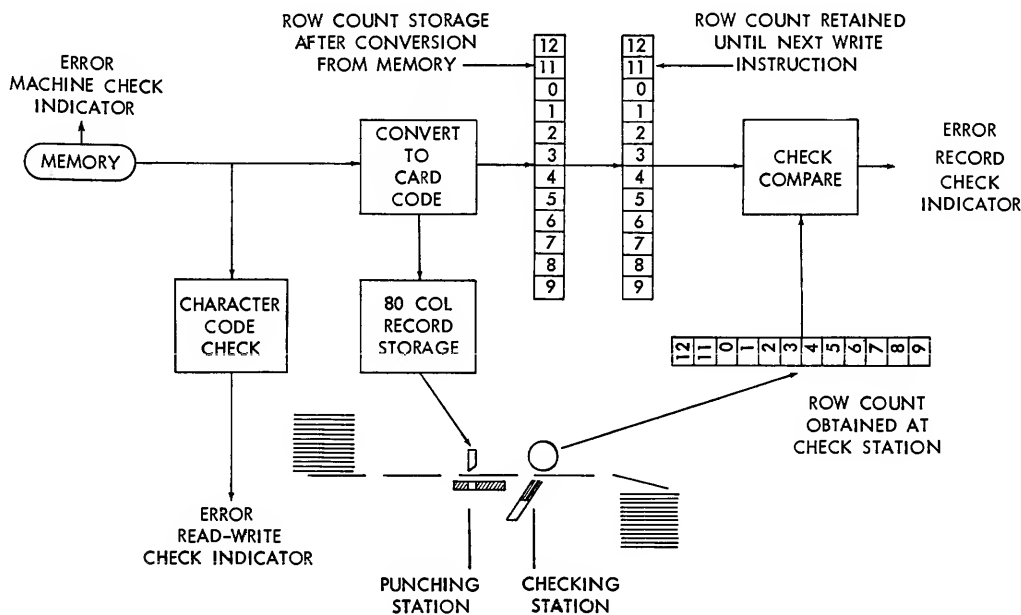 ROW COUNT STORAGE
AFTER CONVERSION
FROM MEMORY
ROW COUNT RETAINED
UNTIL NEXT WRITE
INSTRUCTION
12
11
0
1
2
3
4
5
6
7
8
9
12
11
0
1
2
3
4
5
6
7
8
9
ERROR
MACHINE CHECK
INDICATOR
MEMORY
CONVERT
TO
CARD
CODE
CHECK
COMPARE
ERROR
RECORD
CHECK
INDICATOR
CHARACTER
CODE
CHECK
80 COL
RECORD
STORAGE
12 11 0 1 2 3 4 5 6 7 8 9
ROW COUNT
OBTAINED AT
CHECK STATION
ERROR
READ-WRITE
CHECK INDICATOR
PUNCHING
STATION
CHECKING
STATION